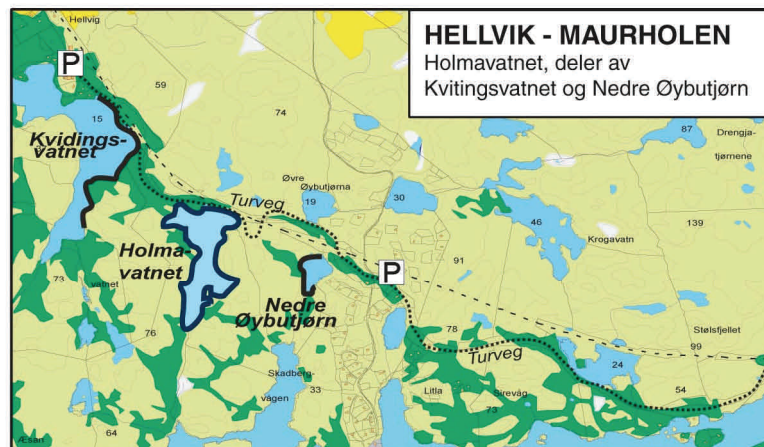 HELLVIK - MAURHOLEN
Holmavatnet, deler av
Kvitingsvatnet og Nedre Øybutjørn
Hellvig
P
59
74
15
Kvidings-
vatnet
87
Drengja-
tjørnene
Øvre
Øybutjørna
Turveg
19
30
46
139
Krogavatn
Holma-
vatnet
P
91
73
vatnet
Nedre
Øybutjørn
76
78
Stølsfjellet
99
Turveg
24
Skadberg-
vågen
33
Litla
Sirevåg
54
73
64
Æsan